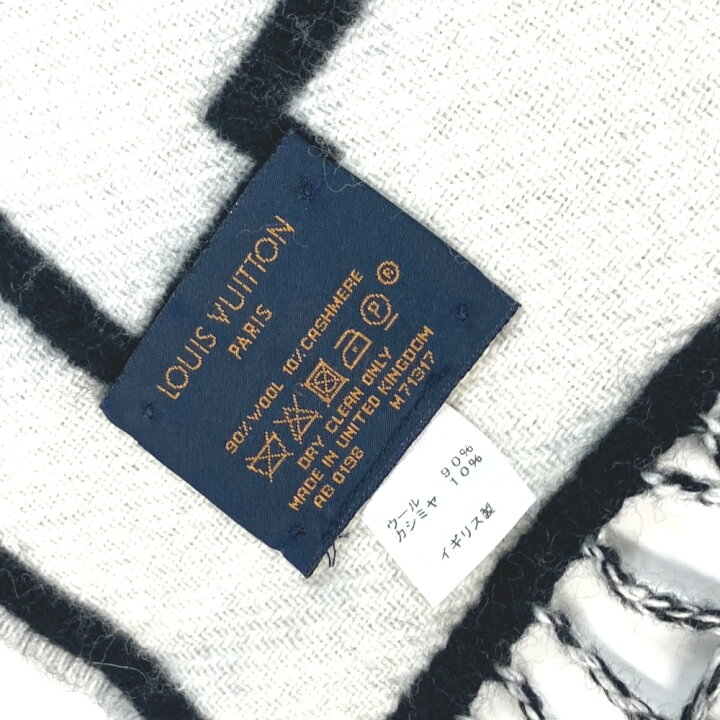 LOUIS VUITTON
PARIS
90% WOOL 10% CASHMERE
P ®
DRY CLEAN ONLY
MADE IN UNITED KINGDOM
AB 0198 M71317
ウール 90%
カシミヤ 10%
イギリス製